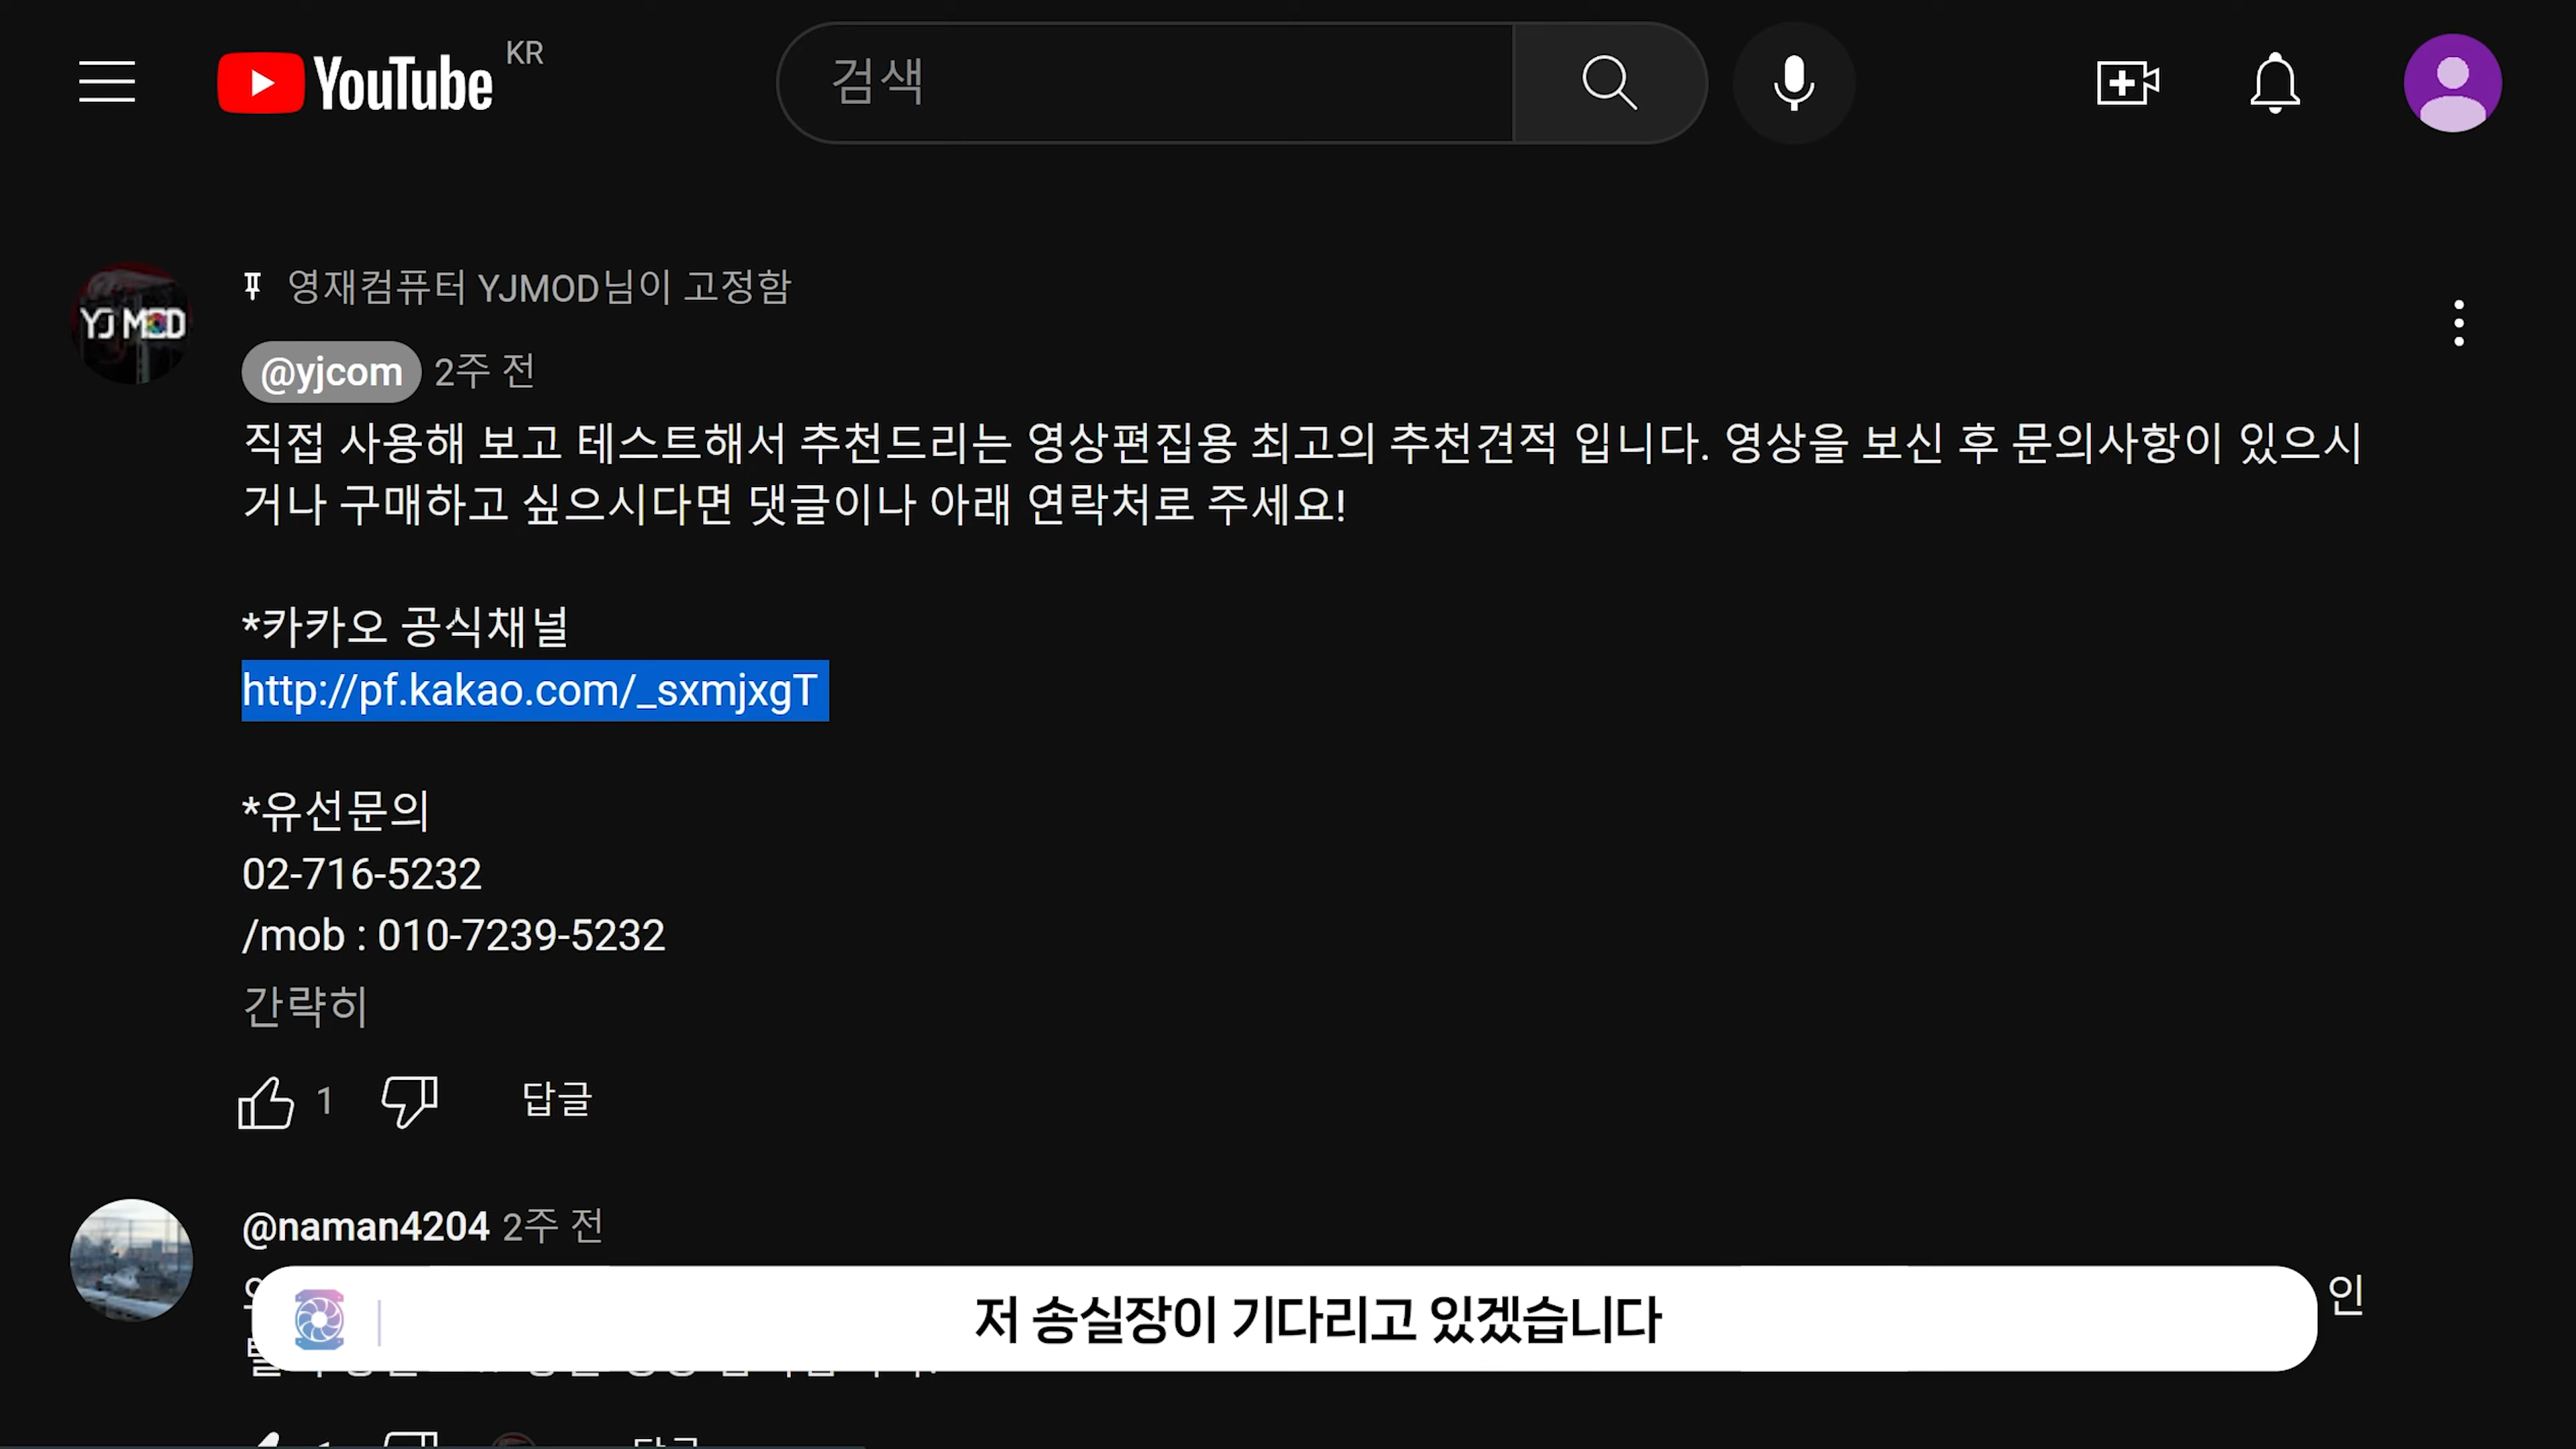 YouTube KR
검색
YJ MOD
영재컴퓨터 YJMOD님이 고정함
@yjcom 2주 전
직접 사용해 보고 테스트해서 추천드리는 영상편집용 최고의 추천견적 입니다. 영상을 보신 후 문의사항이 있으시
거나 구매하고 싶으시다면 댓글이나 아래 연락처로 주세요!
*카카오 공식채널
http://pf.kakao.com/_sxmjxgT
*유선문의
02-716-5232
/mob : 010-7239-5232
간략히
1 답글
@naman4204 2주 전
인
저 송실장이 기다리고 있겠습니다
답글